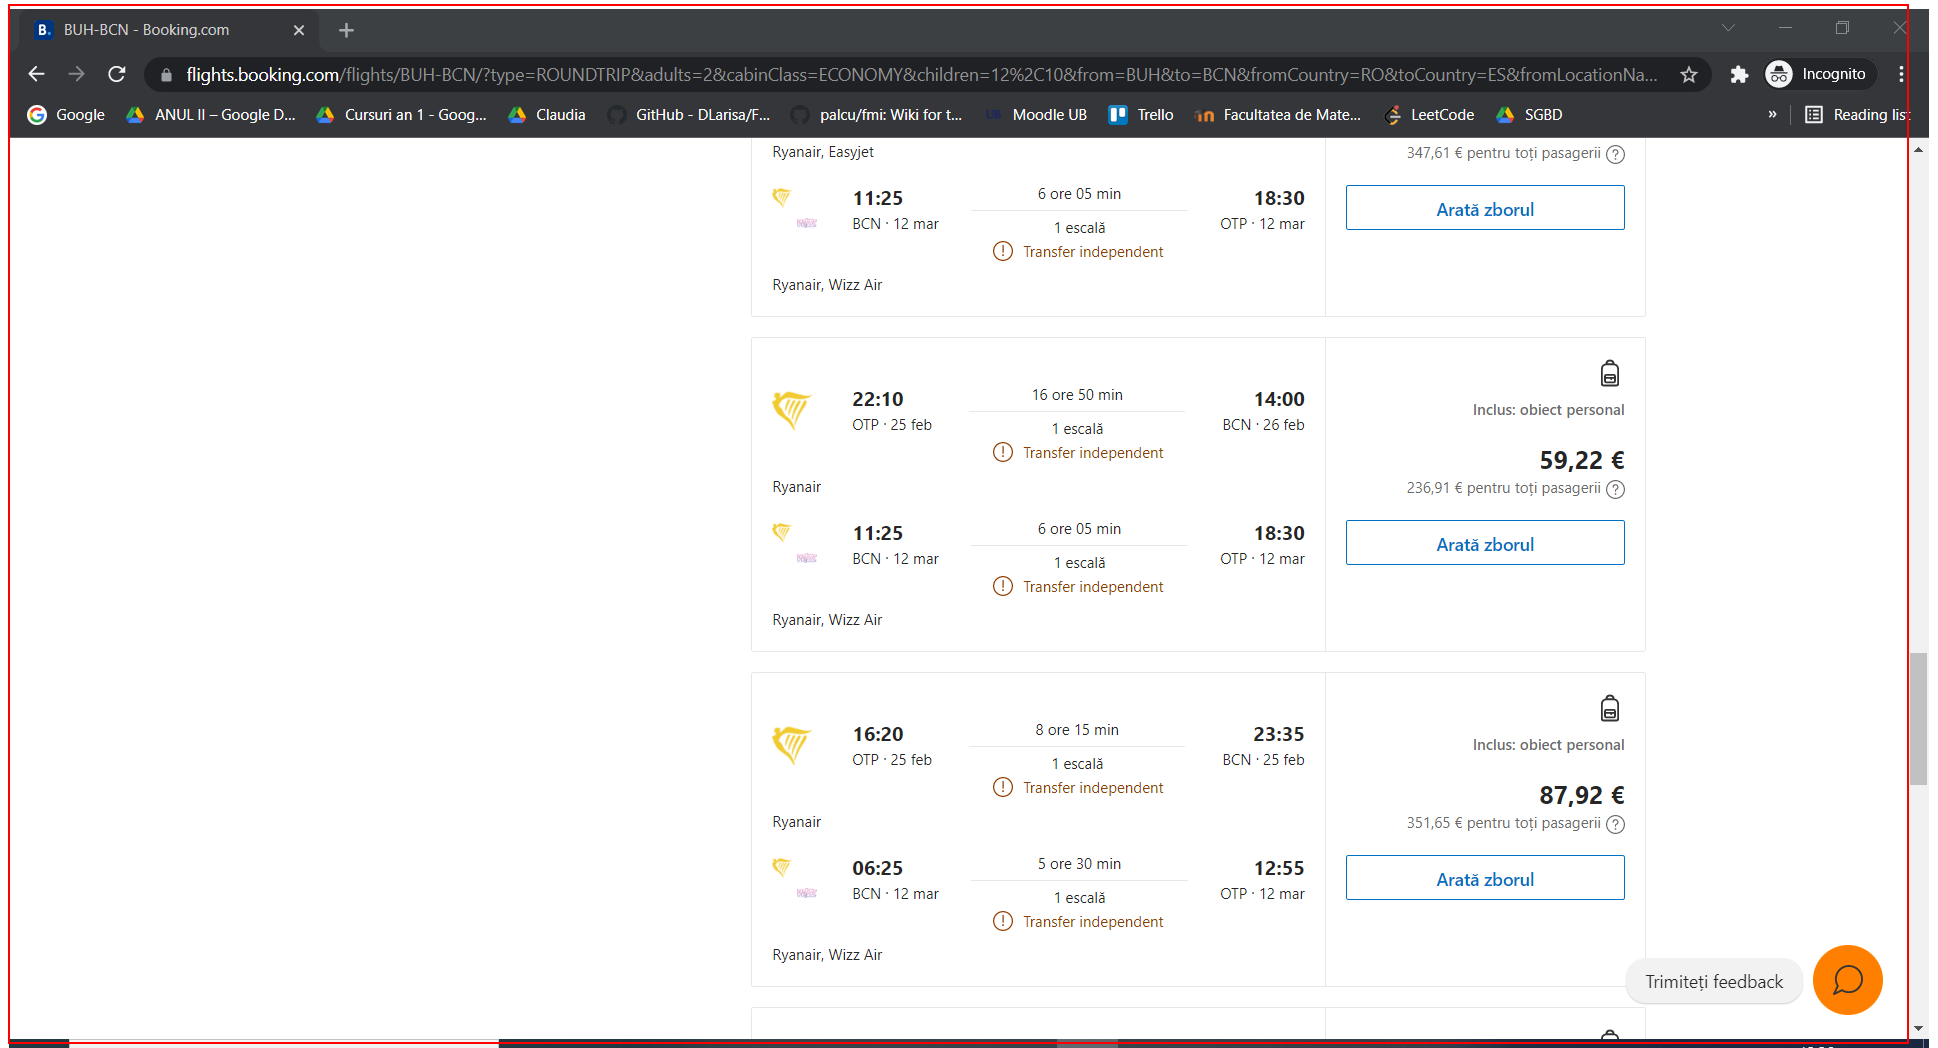 BUH-BCN - Booking.com
flights.booking.com/flights/BUH-BCN/?type=ROUNDTRIP&adults=2&cabinClass=ECONOMY&children=12%2C10&from=BUH&to=BCN&fromCountry=RO&toCountry=ES&fromLocationNa...
Incognito
Google
ANUL II – Google D...
Cursuri an 1 - Goog...
Claudia
GitHub - DLarisa/F...
palcu/fmi: Wiki for t...
UB Moodle UB
Trello
Facultatea de Mate...
LeetCode
SGBD
»
Reading list
Ryanair, Easyjet
347,61 € pentru toți pasagerii
11:25
6 ore 05 min
18:30
BCN · 12 mar
1 escală
OTP · 12 mar
Transfer independent
Arată zborul
Ryanair, Wizz Air
22:10
16 ore 50 min
14:00
OTP · 25 feb
1 escală
BCN · 26 feb
Transfer independent
Inclus: obiect personal
59,22 €
236,91 € pentru toți pasagerii
Ryanair
11:25
6 ore 05 min
18:30
BCN · 12 mar
1 escală
OTP · 12 mar
Transfer independent
Arată zborul
Ryanair, Wizz Air
16:20
8 ore 15 min
23:35
OTP · 25 feb
1 escală
BCN · 25 feb
Transfer independent
Inclus: obiect personal
87,92 €
351,65 € pentru toți pasagerii
Ryanair
06:25
5 ore 30 min
12:55
BCN · 12 mar
1 escală
OTP · 12 mar
Transfer independent
Arată zborul
Ryanair, Wizz Air
Trimiteți feedback